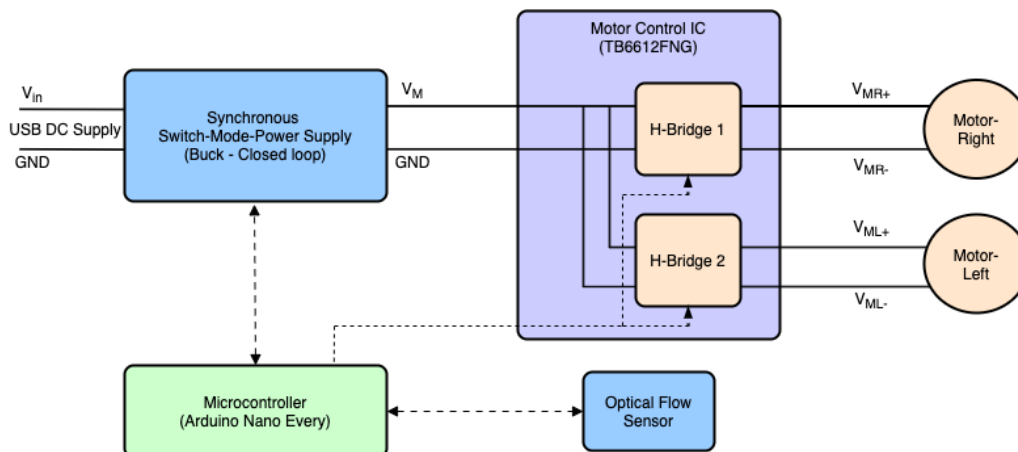 Motor Control IC
(TB6612FNG)
Vin
USB DC Supply
GND
Synchronous
Switch-Mode-Power Supply
(Buck - Closed loop)
VM
GND
H-Bridge 1
VMR+
VMR-
Motor-
Right
H-Bridge 2
VML+
VML-
Motor-
Left
Microcontroller
(Arduino Nano Every)
Optical Flow
Sensor